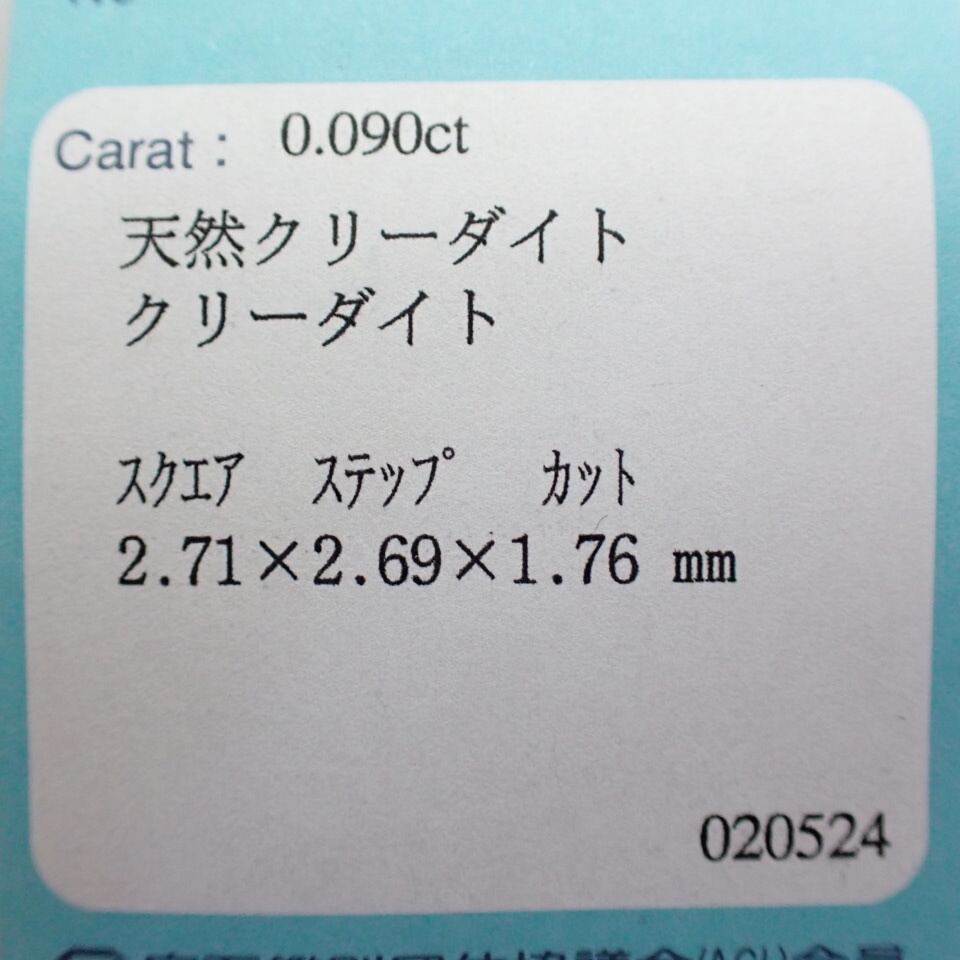 Carat : 0.090ct
天然クリーダイト
クリーダイト
スクエア ステップ カット
2.71×2.69×1.76 mm
020524